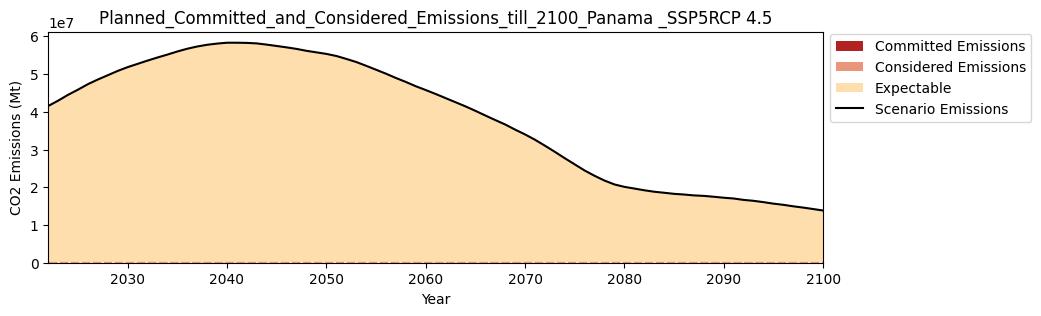 Planned_Committed_and_Considered_Emissions_till_2100_Panama _SSP5RCP 4.5
1e7
6
5
4
3
2
1
0
CO2 Emissions (Mt)
2030 2040 2050 2060 2070 2080 2090 2100
Year
Committed Emissions
Considered Emissions
Expectable
Scenario Emissions